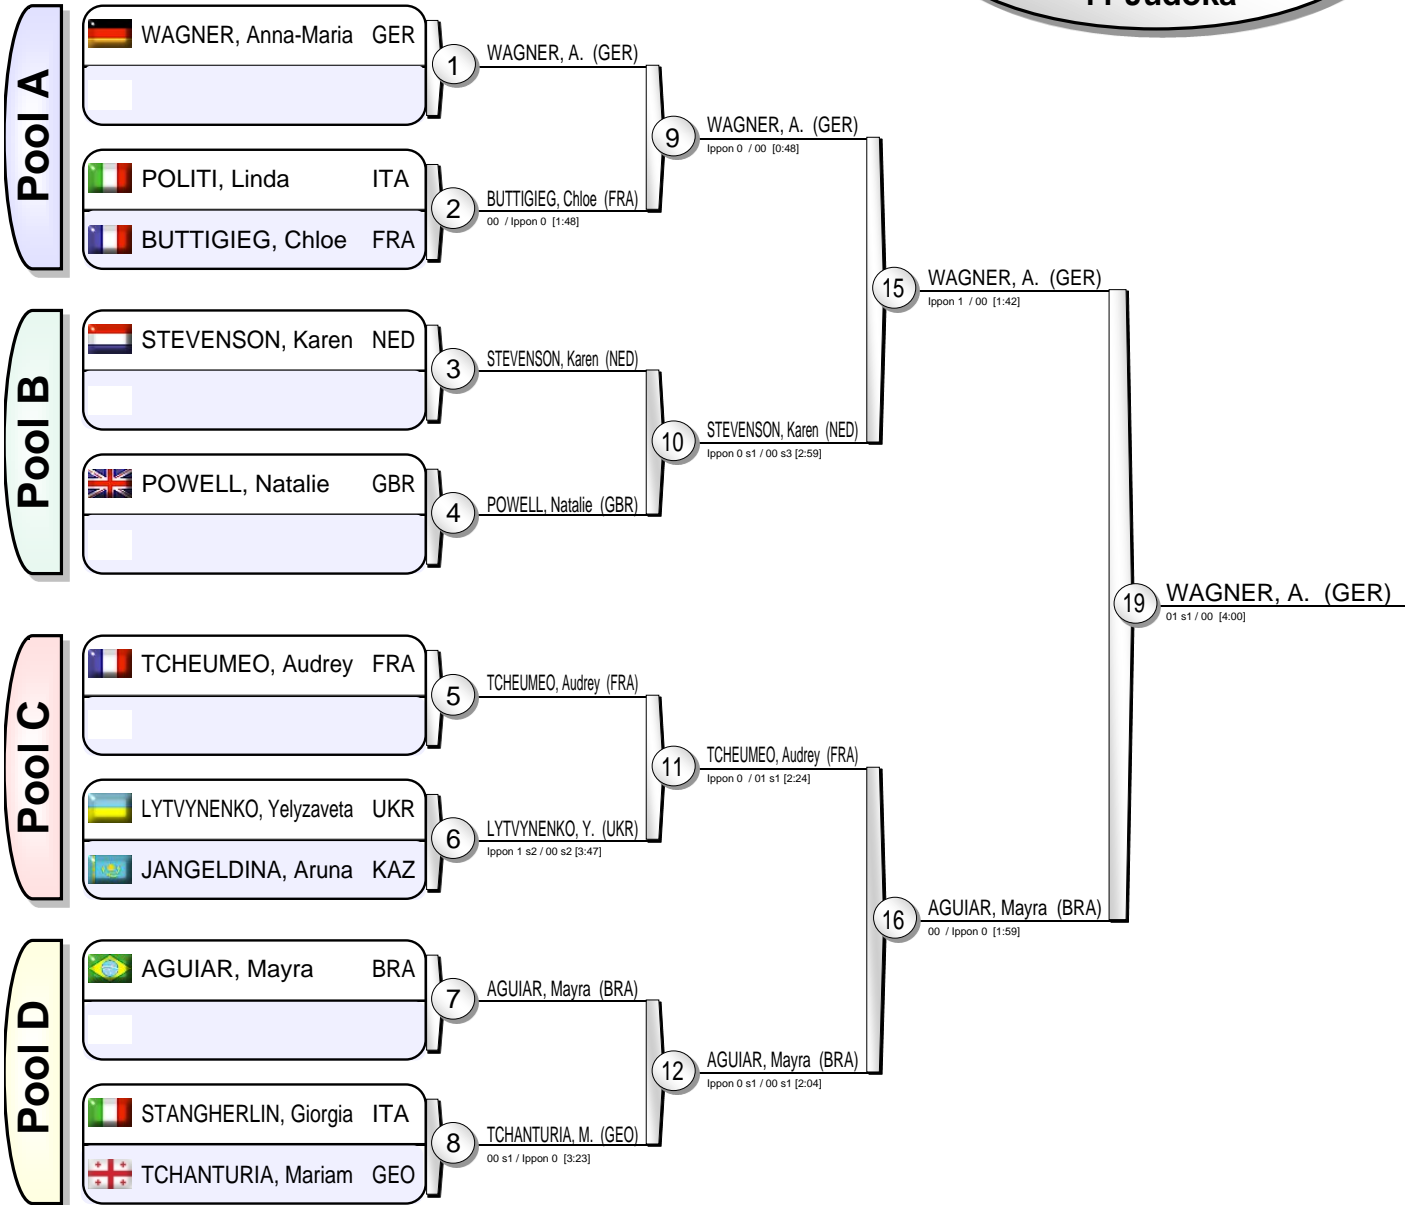 11 Judoka
Pool A
WAGNER, Anna-Maria GER
1
WAGNER, A. (GER)
POLITI, Linda ITA
BUTTIGIEG, Chloe FRA
2
BUTTIGIEG, Chloe (FRA)
00 / Ippon 0 [1:48]
9
WAGNER, A. (GER)
Ippon 0 / 00 [0:48]
Pool B
STEVENSON, Karen NED
3
STEVENSON, Karen (NED)
POWELL, Natalie GBR
4
POWELL, Natalie (GBR)
10
STEVENSON, Karen (NED)
Ippon 0 s1 / 00 s3 [2:59]
15
WAGNER, A. (GER)
Ippon 1 / 00 [1:42]
Pool C
TCHEUMEO, Audrey FRA
5
TCHEUMEO, Audrey (FRA)
LYTVYNENKO, Yelyzaveta UKR
JANGELDINA, Aruna KAZ
6
LYTVYNENKO, Y. (UKR)
Ippon 1 s2 / 00 s2 [3:47]
11
TCHEUMEO, Audrey (FRA)
Ippon 0 / 01 s1 [2:24]
Pool D
AGUIAR, Mayra BRA
7
AGUIAR, Mayra (BRA)
STANGHERLIN, Giorgia ITA
TCHANTURIA, Mariam GEO
8
TCHANTURIA, M. (GEO)
00 s1 / Ippon 0 [3:23]
12
AGUIAR, Mayra (BRA)
Ippon 0 s1 / 00 s1 [2:04]
16
AGUIAR, Mayra (BRA)
00 / Ippon 0 [1:59]
19
WAGNER, A. (GER)
01 s1 / 00 [4:00]